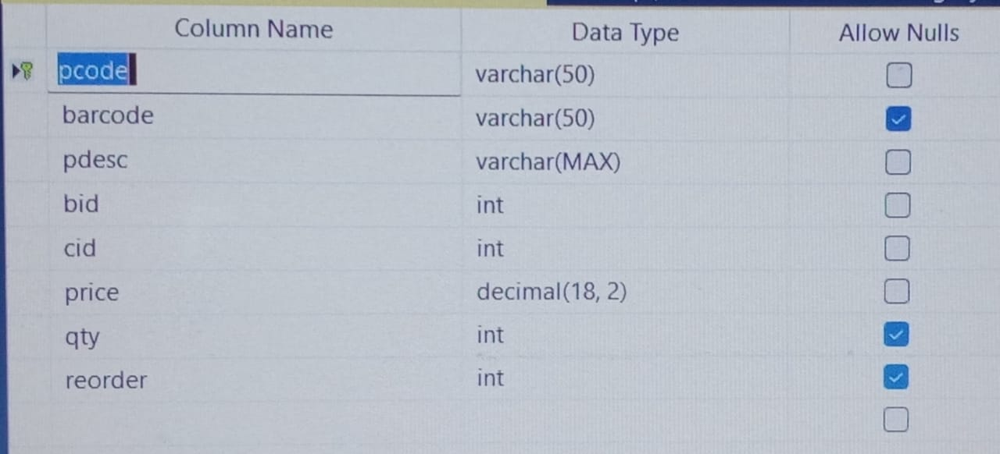 Column Name Data Type Allow Nulls
pcode varchar(50)
barcode varchar(50)
pdesc varchar(MAX)
bid int
cid int
price decimal(18, 2)
qty int
reorder int